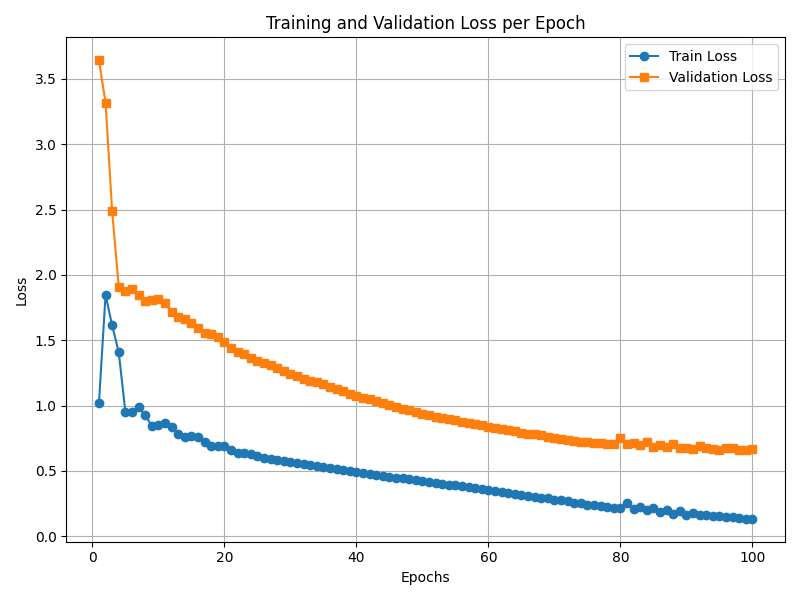 Training and Validation Loss per Epoch
Train Loss
Validation Loss
3.5
3.0
2.5
2.0
1.5
1.0
0.5
0.0
Loss
0 20 40 60 80 100
Epochs